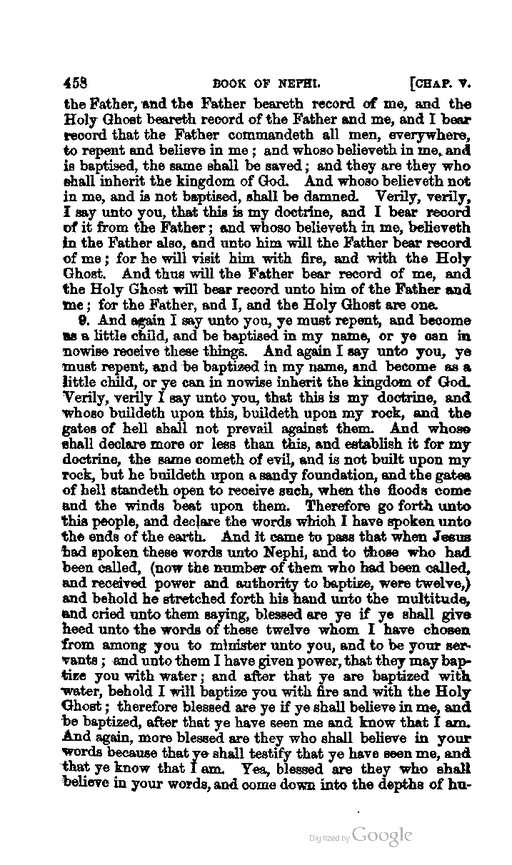 458 BOOK OF NEPHI. [CHAP. V.
the Father, and the Father beareth record of me, and the
Holy Ghost beareth record of the Father and me, and I bear
record that the Father commandeth all men, everywhere,
to repent and believe in me; and whoso believeth in me, and
is baptised, the same shall be saved; and they are they who
shall inherit the kingdom of God. And whoso believeth not
in me, and is not baptised, shall be damned. Verily, verily,
I say unto you, that this is my doctrine, and I bear record
of it from the Father; and whoso believeth in me, believeth
in the Father also, and unto him will the Father bear record
of me; for he will visit him with fire, and with the Holy
Ghost. And thus will the Father bear record of me, and
the Holy Ghost will bear record unto him of the Father and
me; for the Father, and I, and the Holy Ghost are one.
9. And again I say unto you, ye must repent, and become
as a little child, and be baptised in my name, or ye can in
nowise receive these things. And again I say unto you, ye
must repent, and be baptized in my name, and become as a
little child, or ye can in nowise inherit the kingdom of God.
Verily, verily I say unto you, that this is my doctrine, and
whoso buildeth upon this, buildeth upon my rock, and the
gates of hell shall not prevail against them. And whoso
shall declare more or less than this, and establish it for my
doctrine, the same cometh of evil, and is not built upon my
rock, but he buildeth upon a sandy foundation, and the gates
of hell standeth open to receive such, when the floods come
and the winds beat upon them. Therefore go forth unto
this people, and declare the words which I have spoken unto
the ends of the earth. And it came to pass that when Jesus
had spoken these words unto Nephi, and to those who had
been called, (now the number of them who had been called,
and received power and authority to baptize, were twelve,)
and behold he stretched forth his hand unto the multitude,
and cried unto them saying, blessed are ye if ye shall give
heed unto the words of these twelve whom I have chosen
from among you to minister unto you, and to be your ser-
vants; and unto them I have given power, that they may bap-
tize you with water; and after that ye are baptized with
water, behold I will baptize you with fire and with the Holy
Ghost; therefore blessed are ye if ye shall believe in me, and
be baptized, after that ye have seen me and know that I am.
And again, more blessed are they who shall believe in your
words because that ye shall testify that ye have seen me, and
that ye know that I am. Yea, blessed are they who shall
believe in your words, and come down into the depths of hu-
Digitized by Google